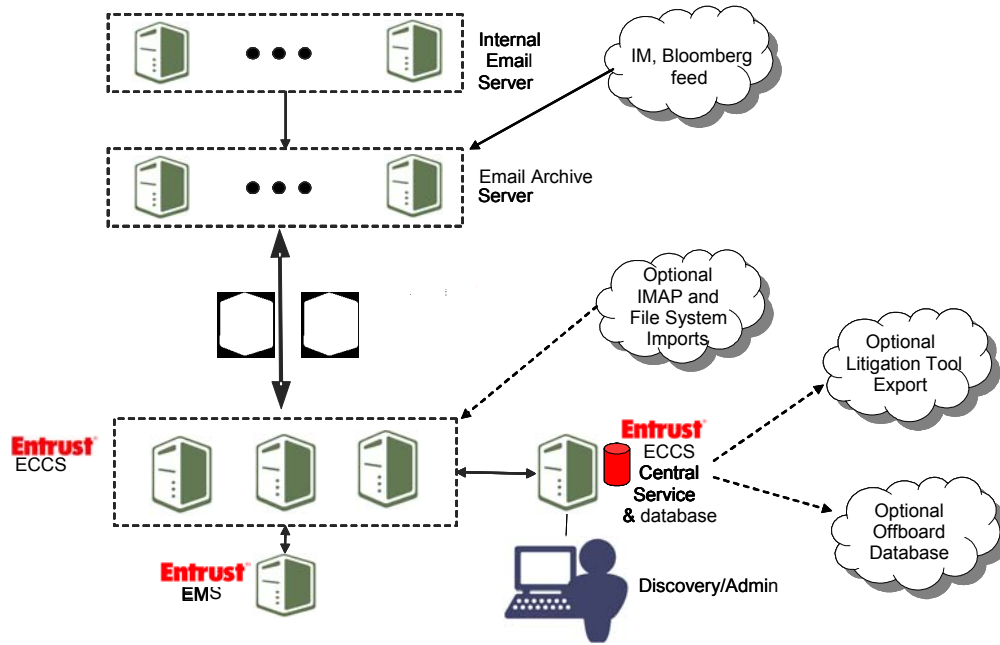 Internal
Email
Server
IM, Bloomberg
feed
Email Archive
Server
Optional
IMAP and
File System
Imports
Optional
Litigation Tool
Export
Entrust®
ECCS
Entrust®
ECCS
Central
Service
& database
Optional
Offboard
Database
Entrust®
EMS
Discovery/Admin